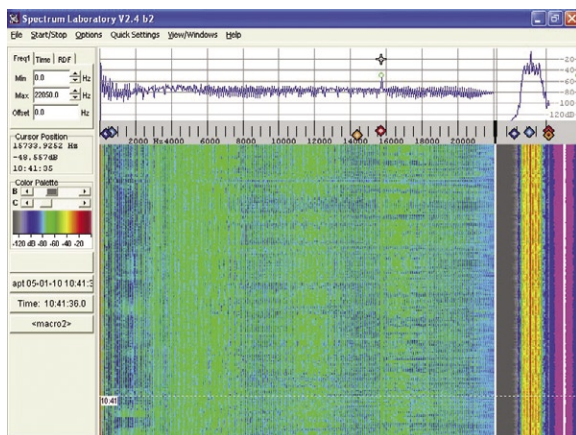 Spectrum Laboratory V2.4 b2
File Start/Stop Options Quick Settings View/Windows Help
Freq1 Time RDF
Min 0.0 Hz
Max 22050.0 Hz
Offset 0.0 Hz
Cursor Position
15733.9252 Hz
-48.557dB
10:41:35
Color Palette
B
C
-120 dB -80 -60 -40 -20
apt 05-01-10 10:41:3
Time: 10:41:36.0
<macro2>
-20
-40
-60
-80
-100
120dB
2000 Hz 4000 6000 8000 10000 12000 14000 16000 18000 20000
10:41